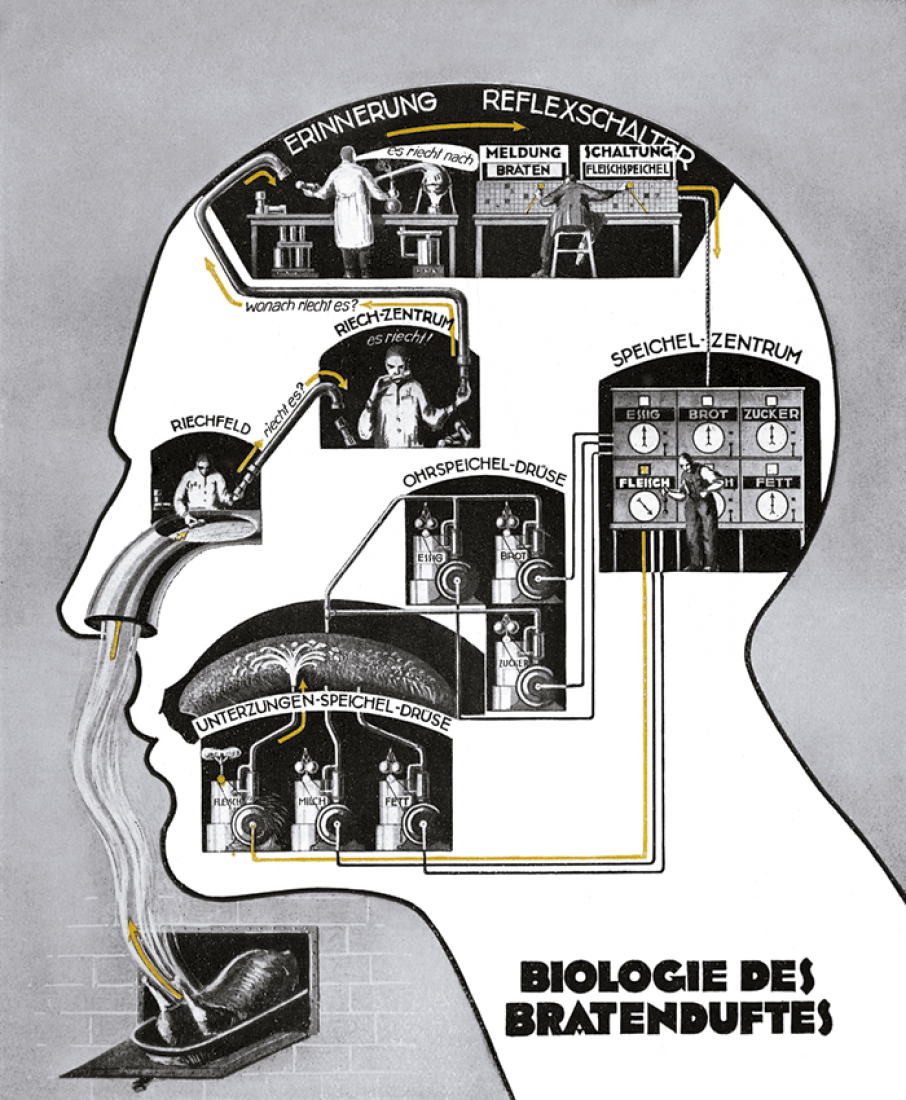 ERINNERUNG
REFLEXSCHALTER
es riecht nach
MELDUNG
BRATEN
SCHALTUNG
FLEISCHSPEICHEL
wonach riecht es?
RIECH-ZENTRUM
es riecht!
riecht es?
RIECHFELD
SPEICHEL-ZENTRUM
ESSIG
BROT
ZUCKER
FLEISCH
FETT
OHRSPEICHEL-DRÜSE
ESSIG
BROT
ZUCKER
UNTERZUNGEN-SPEICHEL-DRÜSE
FLEISCH
MILCH
FETT
BIOLOGIE DES
BRATENDUFTES